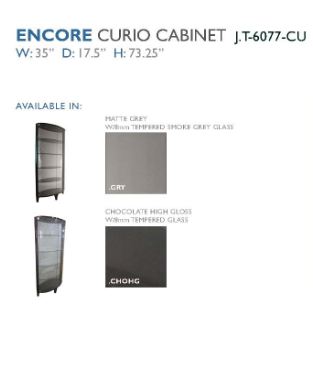 ENCORE CURIO CABINET J.T-6077-CU
W: 35" D: 17.5" H: 73.25"
AVAILABLE IN:
MATTE GREY
W/8mm TEMPERED SMOKE GREY GLASS
.GRY
CHOCOLATE HIGH GLOSS
W/8mm TEMPERED GLASS
.CHOHG